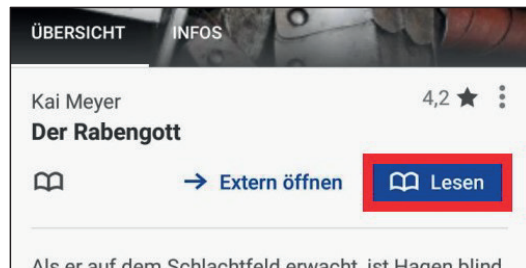 ÜBERSICHT INFOS
Kai Meyer 4,2
Der Rabengott
Extern öffnen Lesen
Als er auf dem Schlachtfeld erwacht, ist Hagen blind